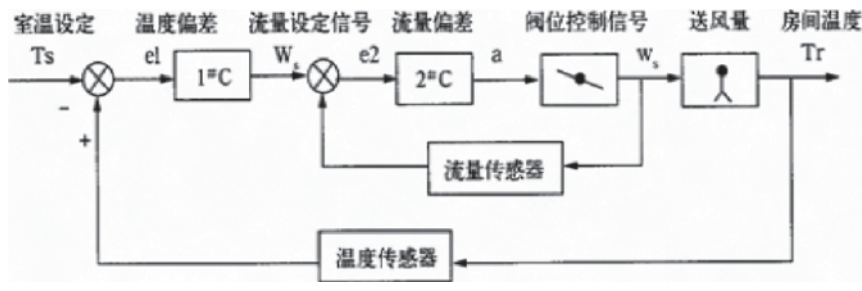 室温设定 温度偏差 流量设定信号 流量偏差 阀位控制信号 送风量 房间温度
Ts e1 1#C Ws e2 2#C a ws Tr
−
+
流量传感器
温度传感器